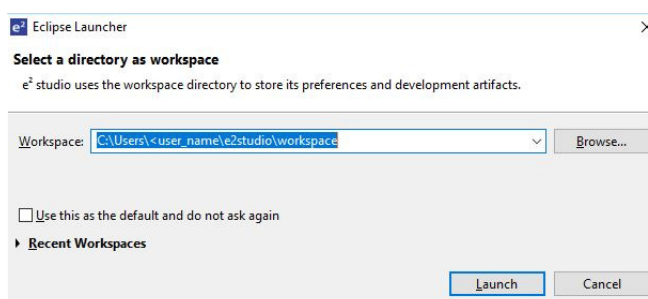 e² Eclipse Launcher
Select a directory as workspace
e² studio uses the workspace directory to store its preferences and development artifacts.
Workspace: C:\Users\<user_name\e2studio\workspace Browse...
Use this as the default and do not ask again
Recent Workspaces
Launch Cancel